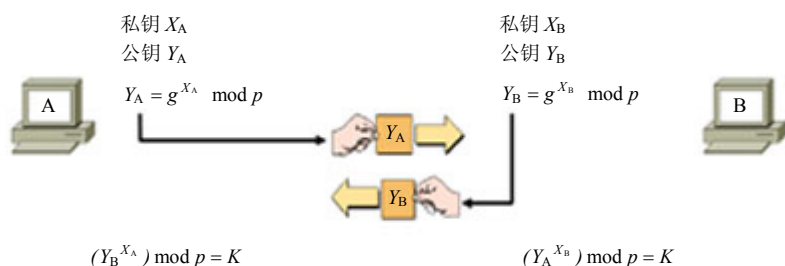 私钥 X_A
公钥 Y_A
Y_A = g^{X_A} mod p
私钥 X_B
公钥 Y_B
Y_B = g^{X_B} mod p
A
B
Y_A
Y_B
(Y_B^{X_A}) mod p = K
(Y_A^{X_B}) mod p = K